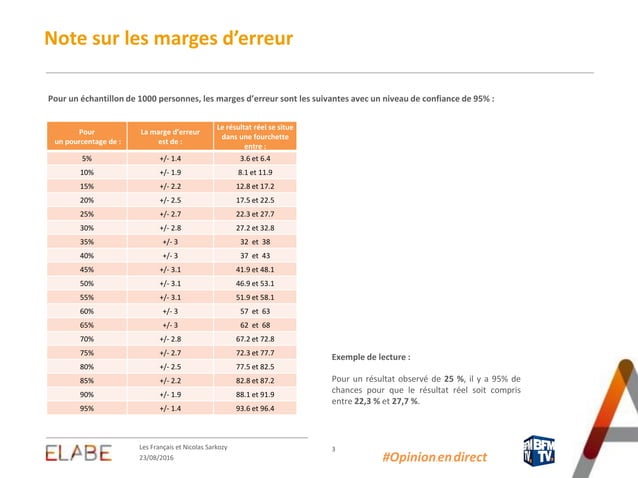 Note sur les marges d'erreur
Pour un échantillon de 1000 personnes, les marges d'erreur sont les suivantes avec un niveau de confiance de 95% :
Pour un pourcentage de : La marge d'erreur est de : Le résultat réel se situe dans une fourchette entre :
5% +/- 1.4 3.6 et 6.4
10% +/- 1.9 8.1 et 11.9
15% +/- 2.2 12.8 et 17.2
20% +/- 2.5 17.5 et 22.5
25% +/- 2.7 22.3 et 27.7
30% +/- 2.8 27.2 et 32.8
35% +/- 3 32 et 38
40% +/- 3 37 et 43
45% +/- 3.1 41.9 et 48.1
50% +/- 3.1 46.9 et 53.1
55% +/- 3.1 51.9 et 58.1
60% +/- 3 57 et 63
65% +/- 3 62 et 68
70% +/- 2.8 67.2 et 72.8
75% +/- 2.7 72.3 et 77.7
80% +/- 2.5 77.5 et 82.5
85% +/- 2.2 82.8 et 87.2
90% +/- 1.9 88.1 et 91.9
95% +/- 1.4 93.6 et 96.4
Exemple de lecture :
Pour un résultat observé de 25 %, il y a 95% de
chances pour que le résultat réel soit compris
entre 22,3 % et 27,7 %.
ELABE
Les Français et Nicolas Sarkozy
23/08/2016
3
#Opinionendirect
BFM
TV.